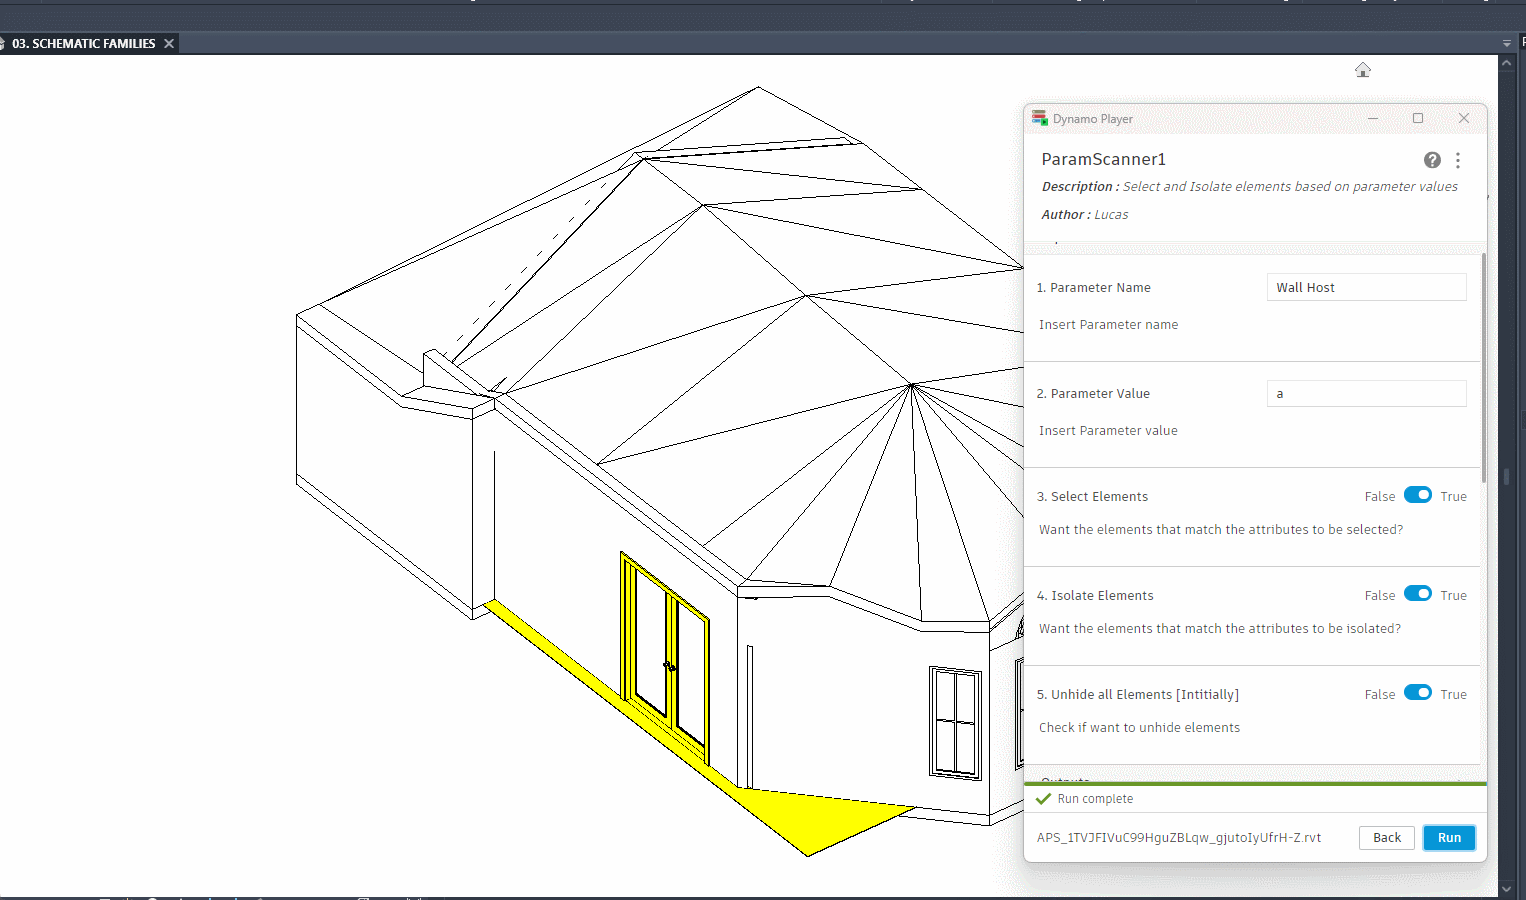 03. SCHEMATIC FAMILIES
Dynamo Player
ParamScanner1
Description : Select and Isolate elements based on parameter values
Author : Lucas
1. Parameter Name
Wall Host
Insert Parameter name
2. Parameter Value
a
Insert Parameter value
3. Select Elements
False True
Want the elements that match the attributes to be selected?
4. Isolate Elements
False True
Want the elements that match the attributes to be isolated?
5. Unhide all Elements [Intitially]
False True
Check if want to unhide elements
Run complete
APS_1TVJFIVuC99HguZBLqw_gjutoIyUfrH-Z.rvt
Back
Run